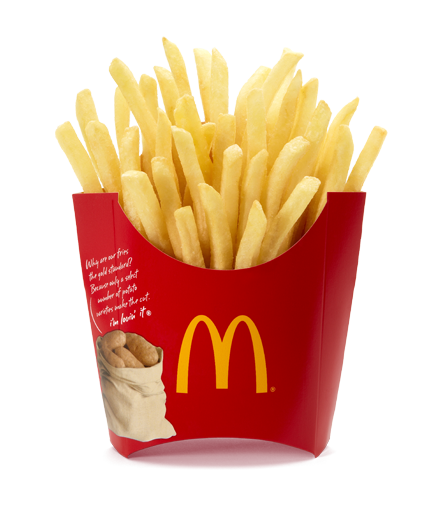 Why are our fries
the gold standard?
Because only a select
number of potato
varieties make the cut.
i'm lovin' it®
M®